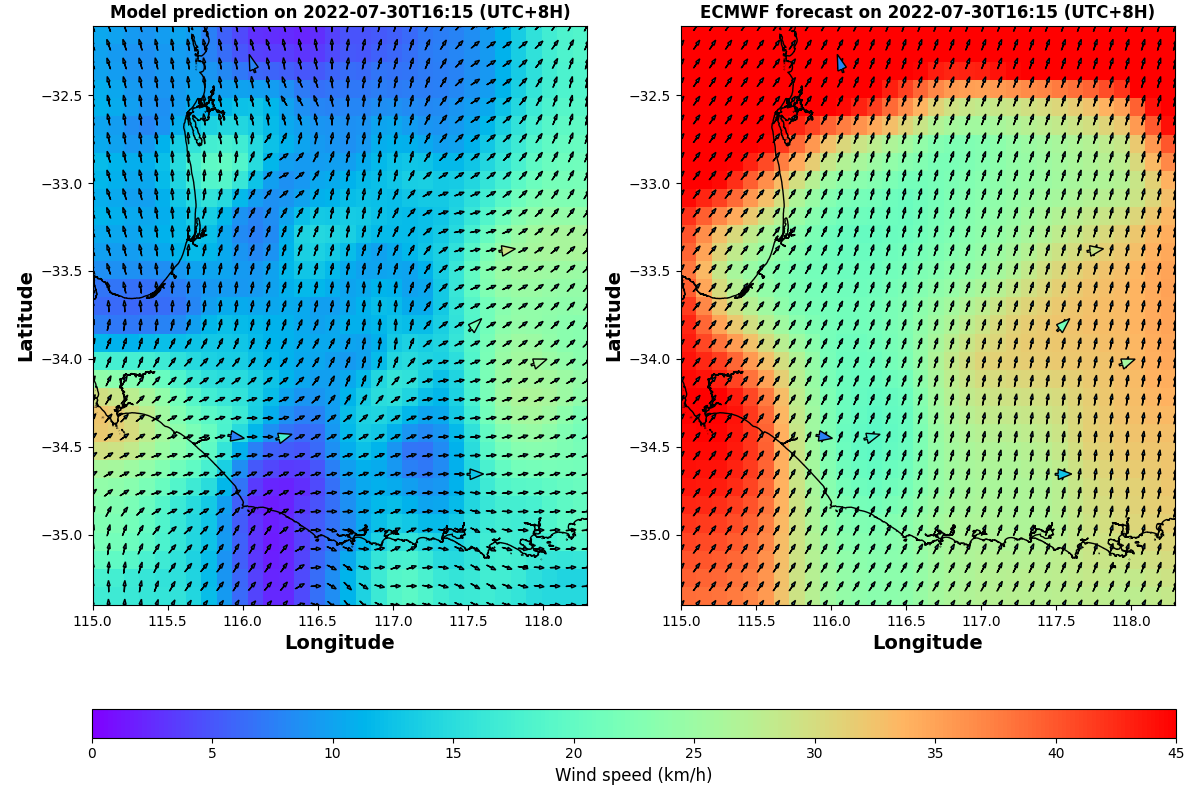 Model prediction on 2022-07-30T16:15 (UTC+8H)
ECMWF forecast on 2022-07-30T16:15 (UTC+8H)
−32.5
−33.0
−33.5
−34.0
−34.5
−35.0
Latitude
115.0 115.5 116.0 116.5 117.0 117.5 118.0
Longitude
−32.5
−33.0
−33.5
−34.0
−34.5
−35.0
Latitude
115.0 115.5 116.0 116.5 117.0 117.5 118.0
Longitude
0 5 10 15 20 25 30 35 40 45
Wind speed (km/h)